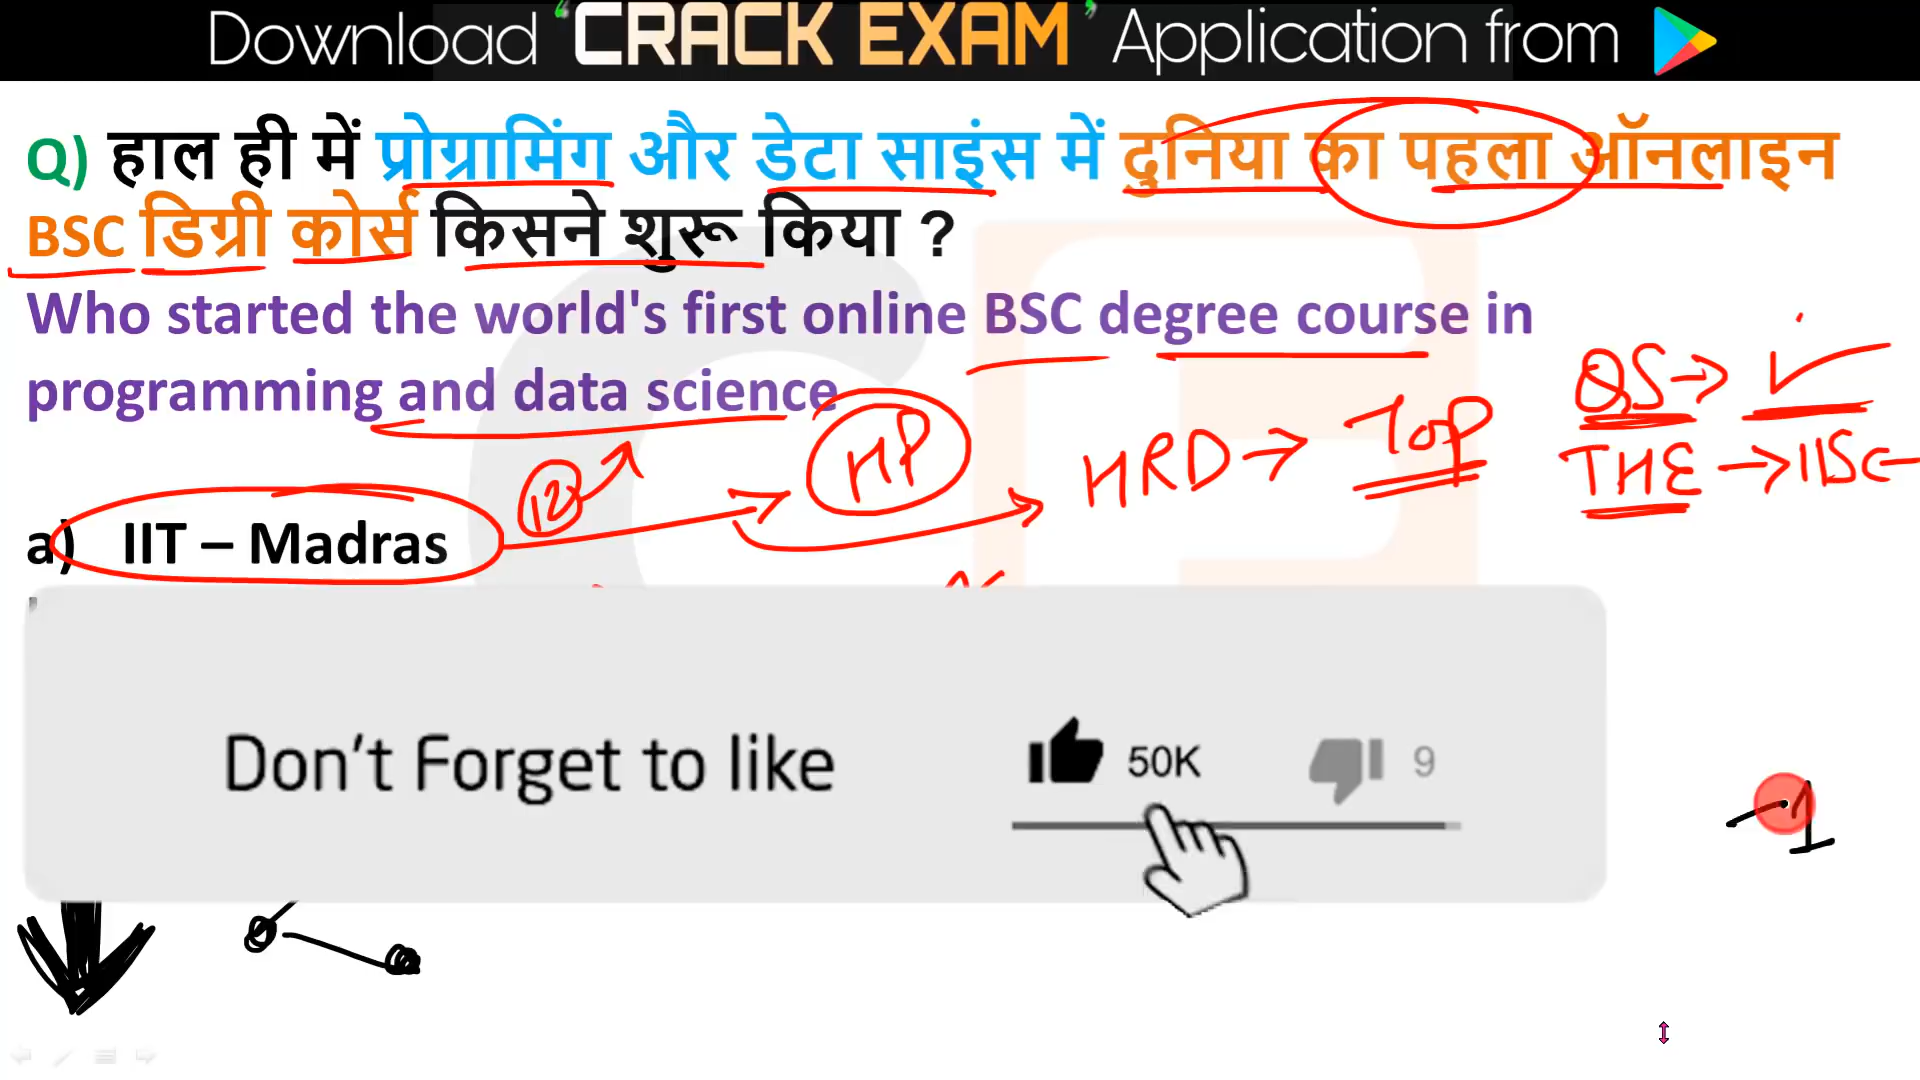 Download ‘CRACK EXAM’ Application from
Q) हाल ही में प्रोग्रामिंग और डेटा साइंस में दुनिया का पहला ऑनलाइन
BSC डिग्री कोर्स किसने शुरू किया ?
Who started the world's first online BSC degree course in
programming and data science
QS → ✓
HP
HRD → Top
THE → IISC
12
a) IIT – Madras
Don't Forget to like
50K
9
1